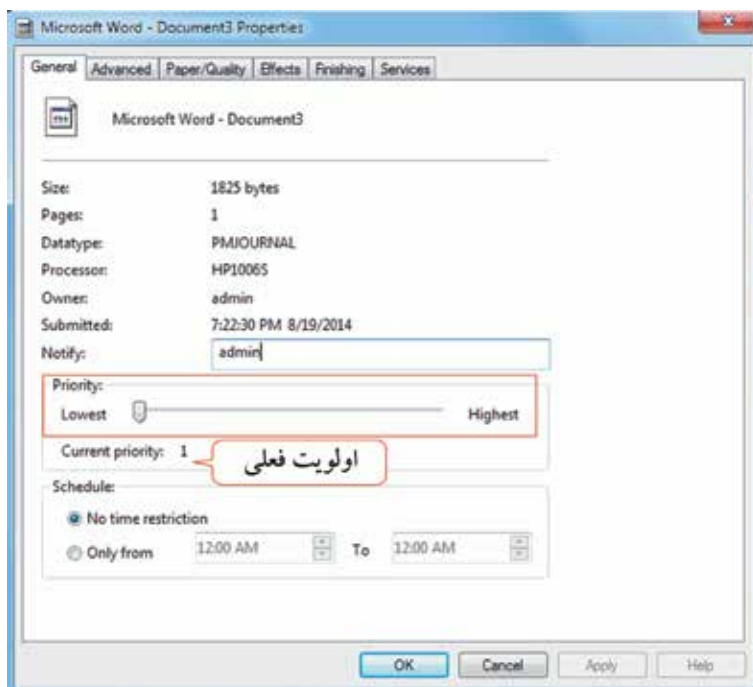 Microsoft Word - Document3 Properties
General Advanced Paper/Quality Effects Finishing Services
Microsoft Word - Document3
Size: 1825 bytes
Pages: 1
Datatype: PMJOURNAL
Processor: HP1006S
Owner: admin
Submitted: 7:22:30 PM 8/19/2014
Notify: admin
Priority:
Lowest Highest
Current priority: 1
اولویت فعلی
Schedule:
No time restriction
Only from 12:00 AM To 12:00 AM
OK Cancel Apply Help